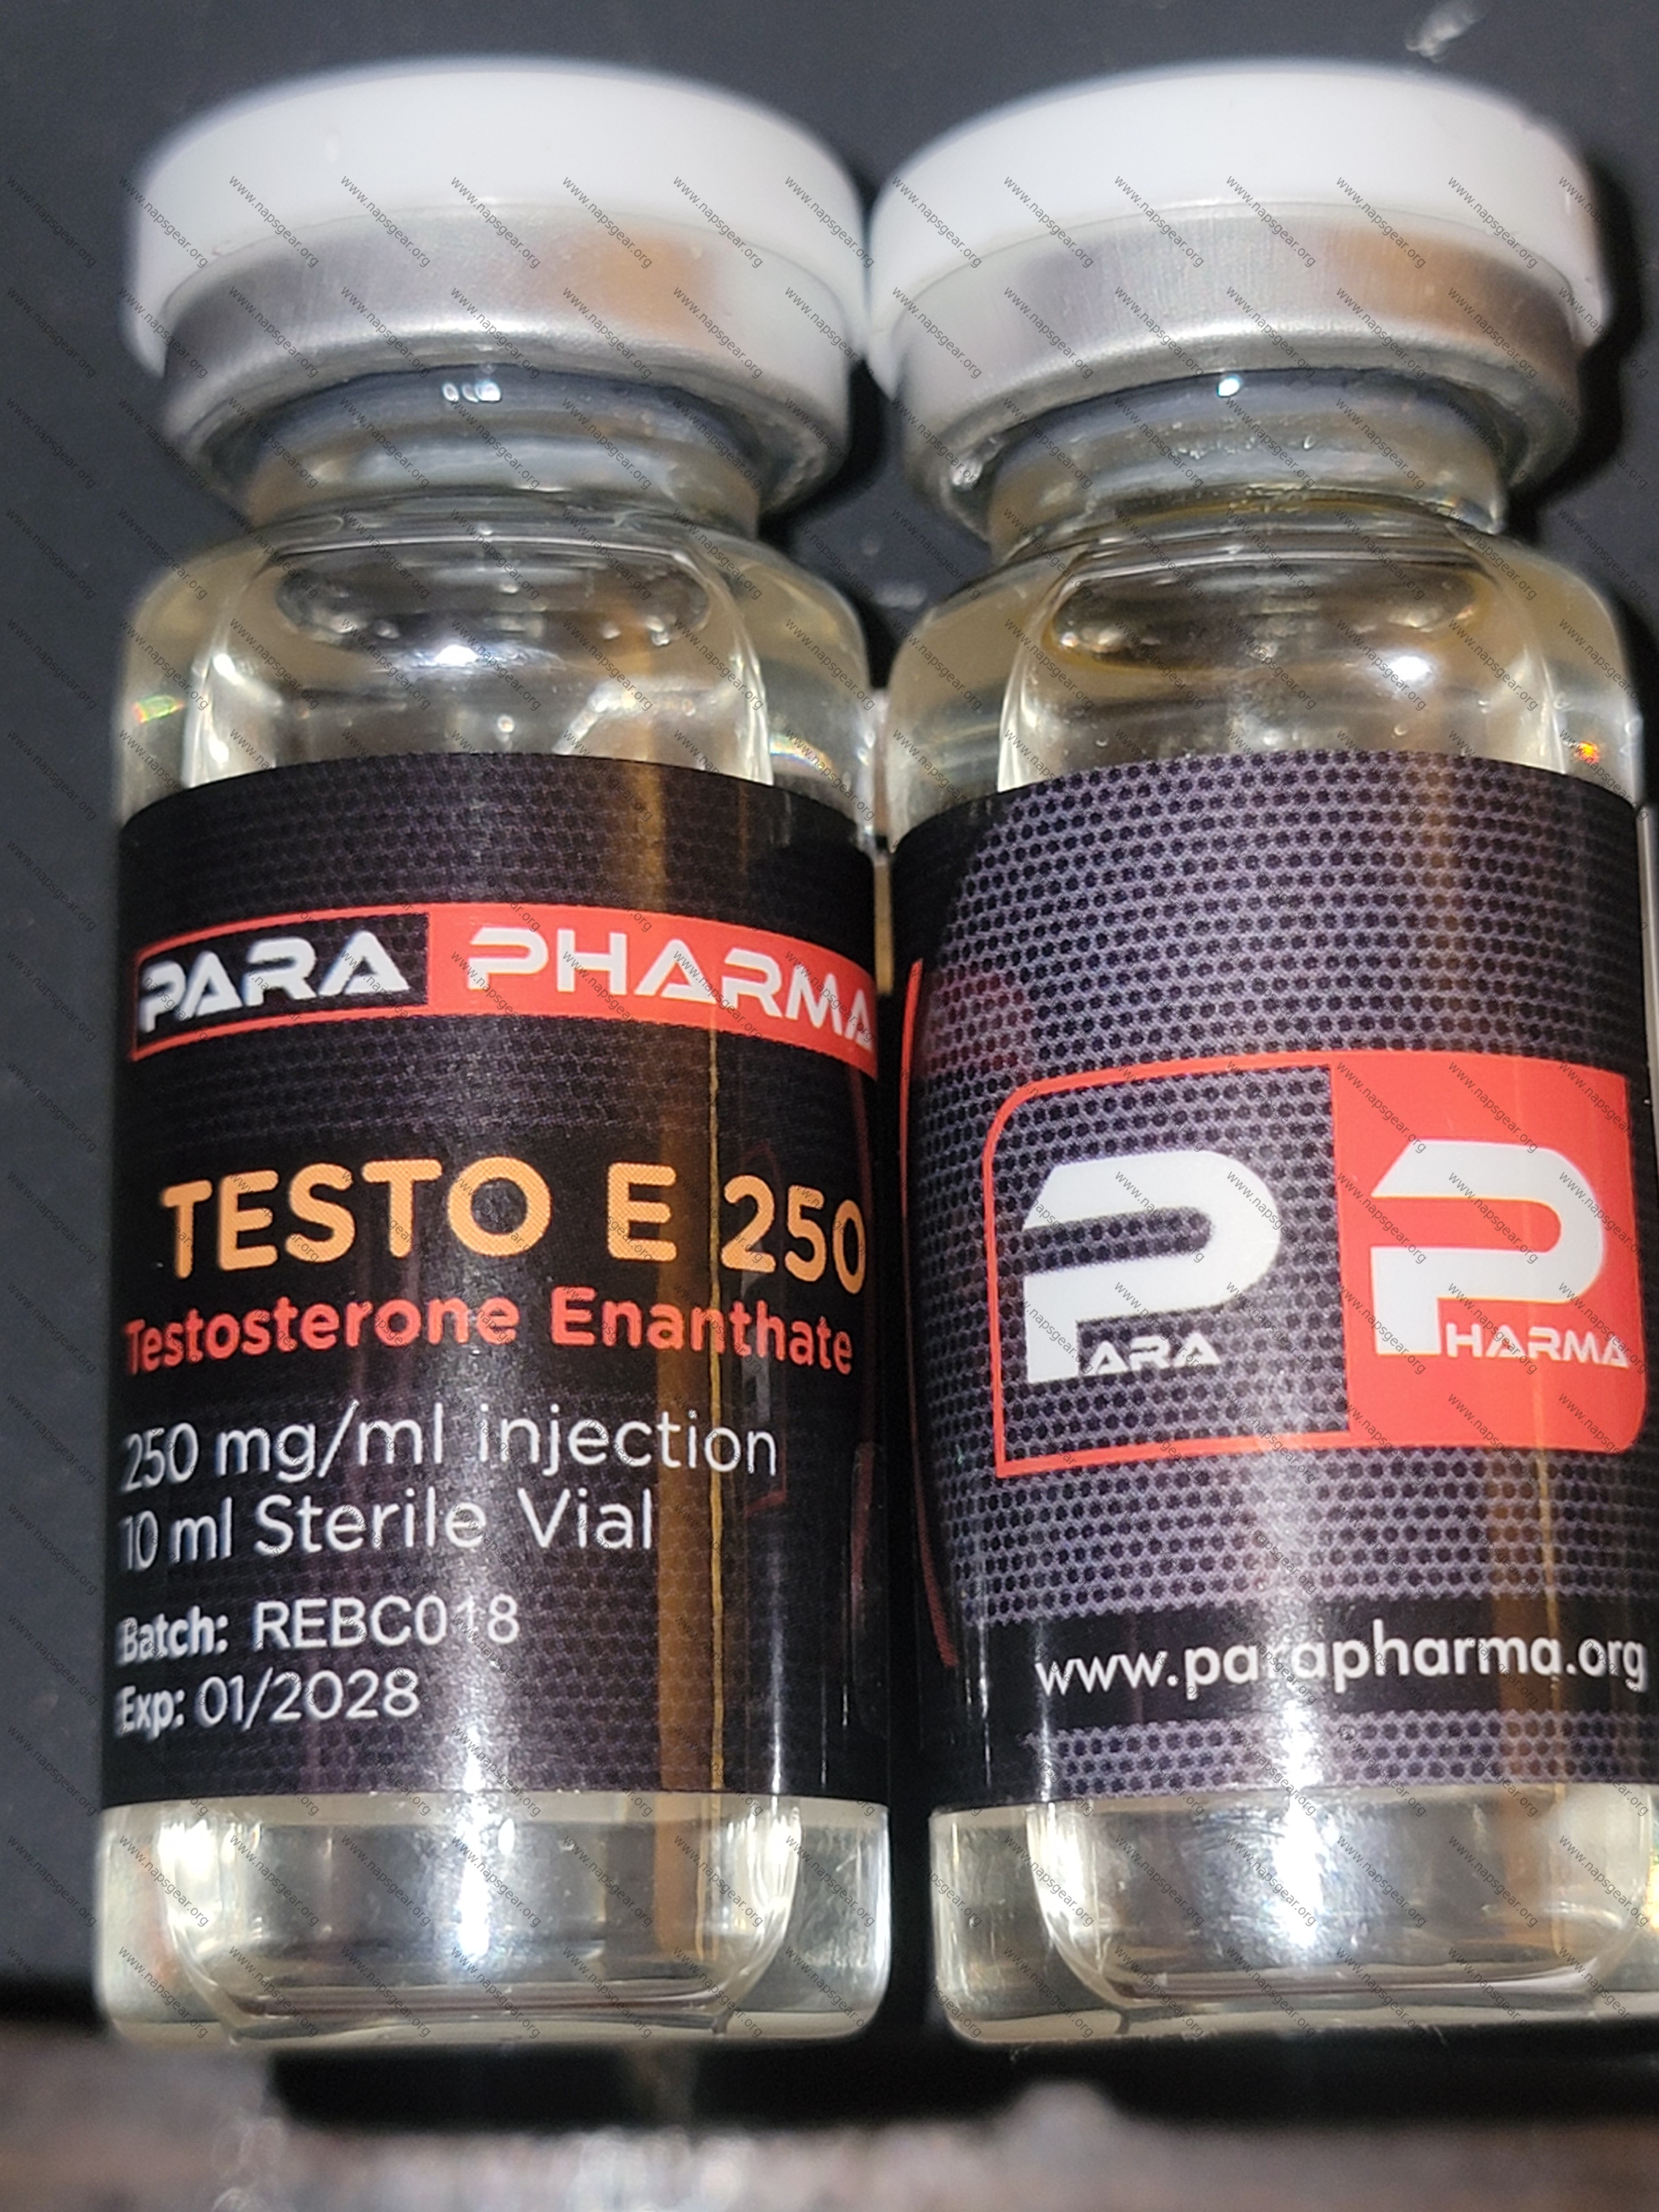 PARA PHARMA
TESTO E 250
Testosterone Enanthate
250 mg/ml injection
10 ml Sterile Vial
Batch: REBC018
Exp: 01/2028
PARA PHARMA
www.parapharma.org
www.napsgear.org